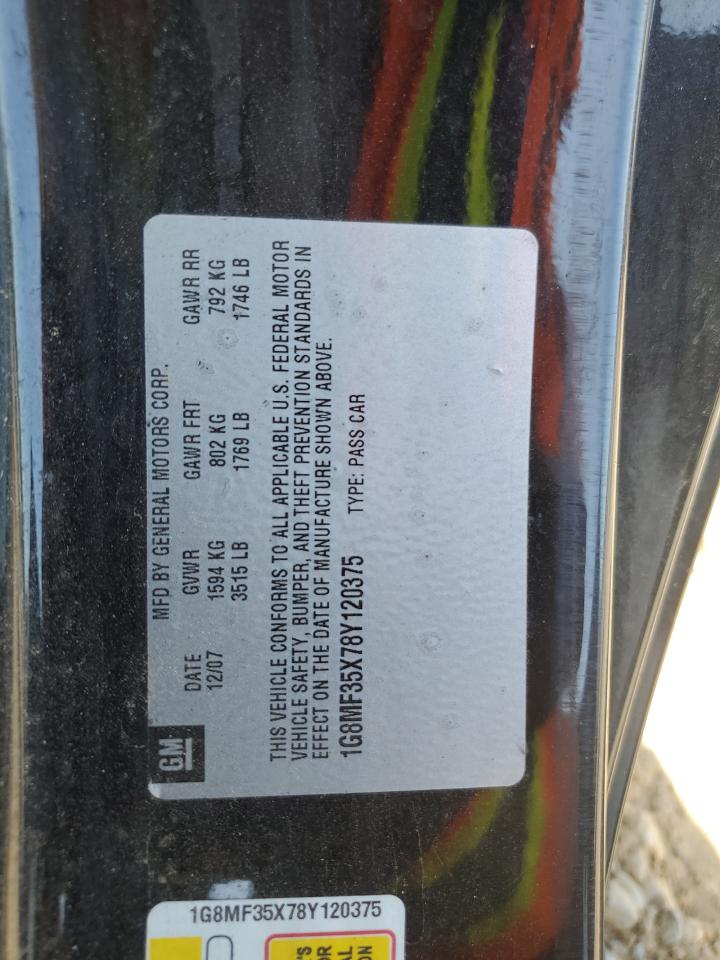 GM
MFD BY GENERAL MOTORS CORP.
DATE GVWR GAWR FRT GAWR RR
12/07 1594 KG 802 KG 792 KG
3515 LB 1769 LB 1746 LB
THIS VEHICLE CONFORMS TO ALL APPLICABLE U.S. FEDERAL MOTOR
VEHICLE SAFETY, BUMPER, AND THEFT PREVENTION STANDARDS IN
EFFECT ON THE DATE OF MANUFACTURE SHOWN ABOVE.
1G8MF35X78Y120375 TYPE: PASS CAR
1G8MF35X78Y120375